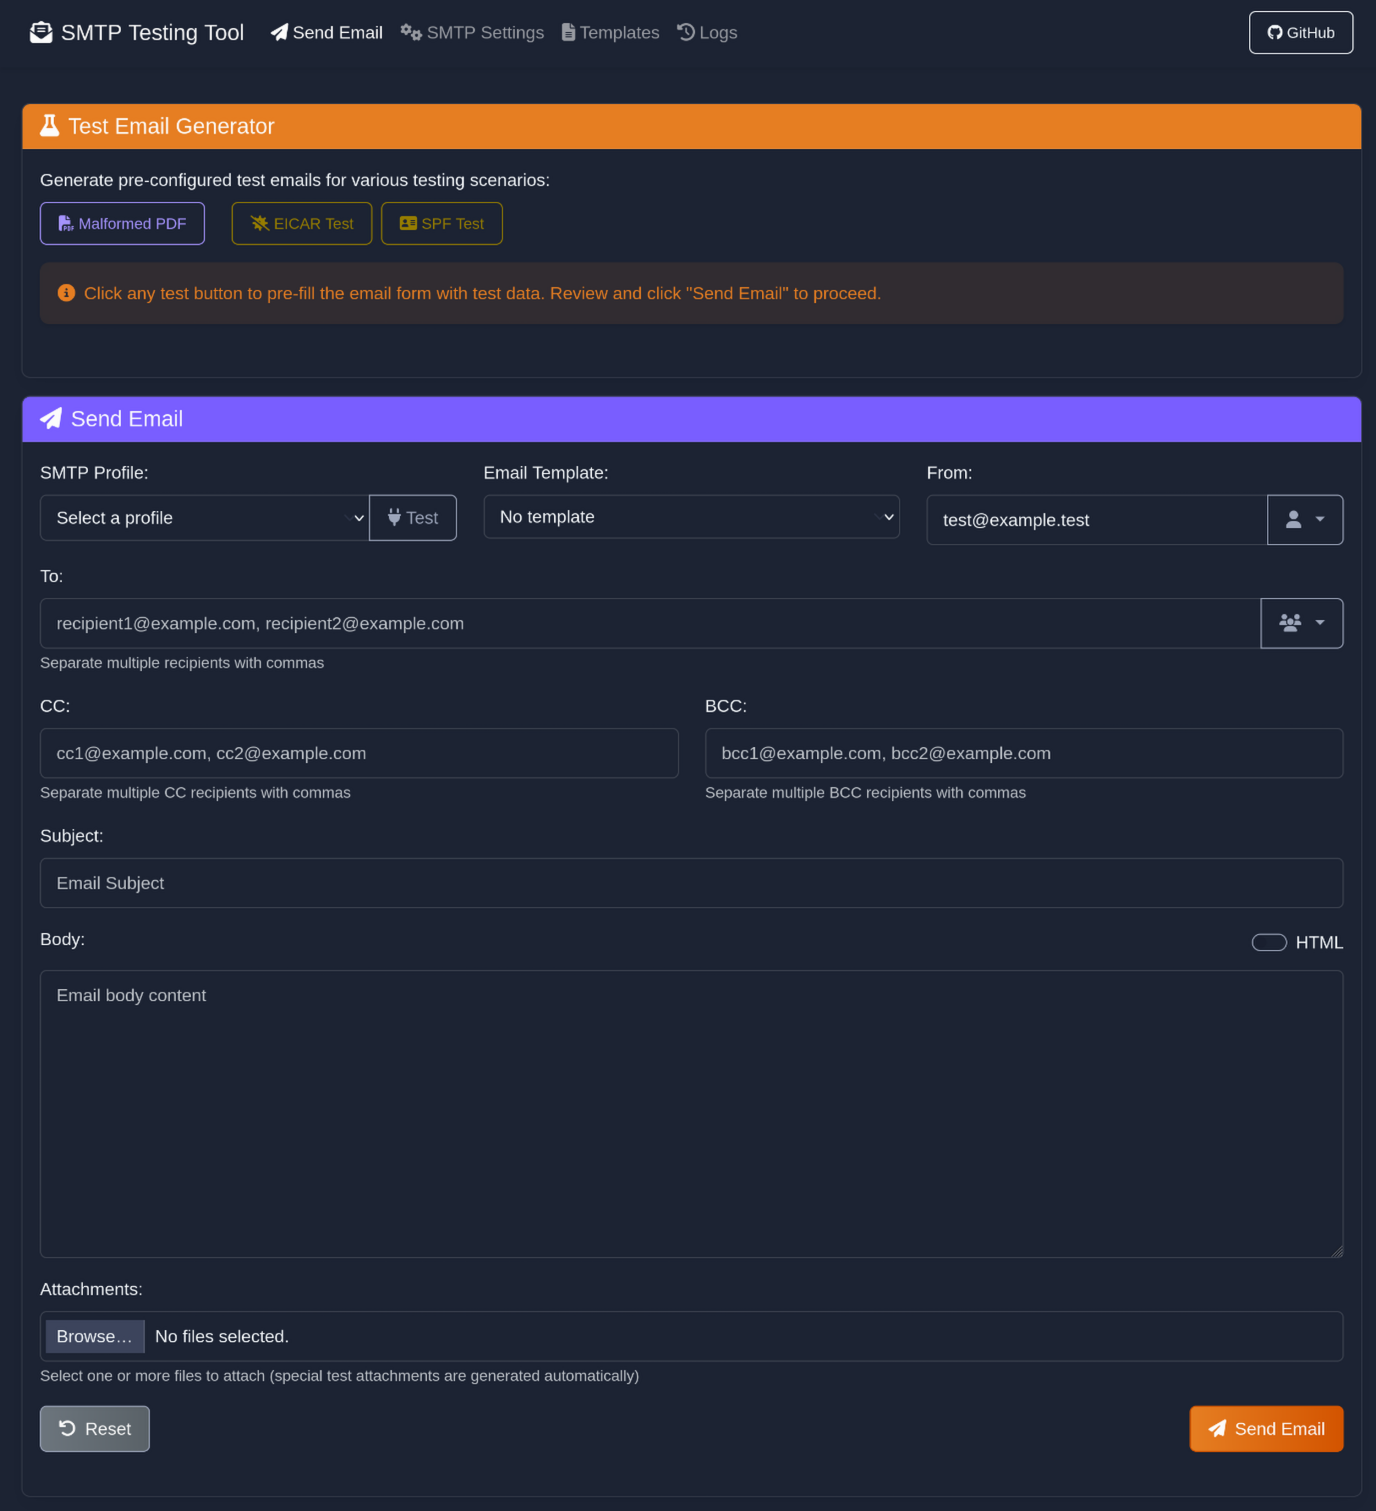 SMTP Testing Tool Send Email SMTP Settings Templates Logs GitHub
Test Email Generator
Generate pre-configured test emails for various testing scenarios:
Malformed PDF EICAR Test SPF Test
Click any test button to pre-fill the email form with test data. Review and click "Send Email" to proceed.
Send Email
SMTP Profile: Email Template: From:
Select a profile Test No template test@example.test
To:
recipient1@example.com, recipient2@example.com
Separate multiple recipients with commas
CC: BCC:
cc1@example.com, cc2@example.com bcc1@example.com, bcc2@example.com
Separate multiple CC recipients with commas Separate multiple BCC recipients with commas
Subject:
Email Subject
Body: HTML
Email body content
Attachments:
Browse... No files selected.
Select one or more files to attach (special test attachments are generated automatically)
Reset Send Email